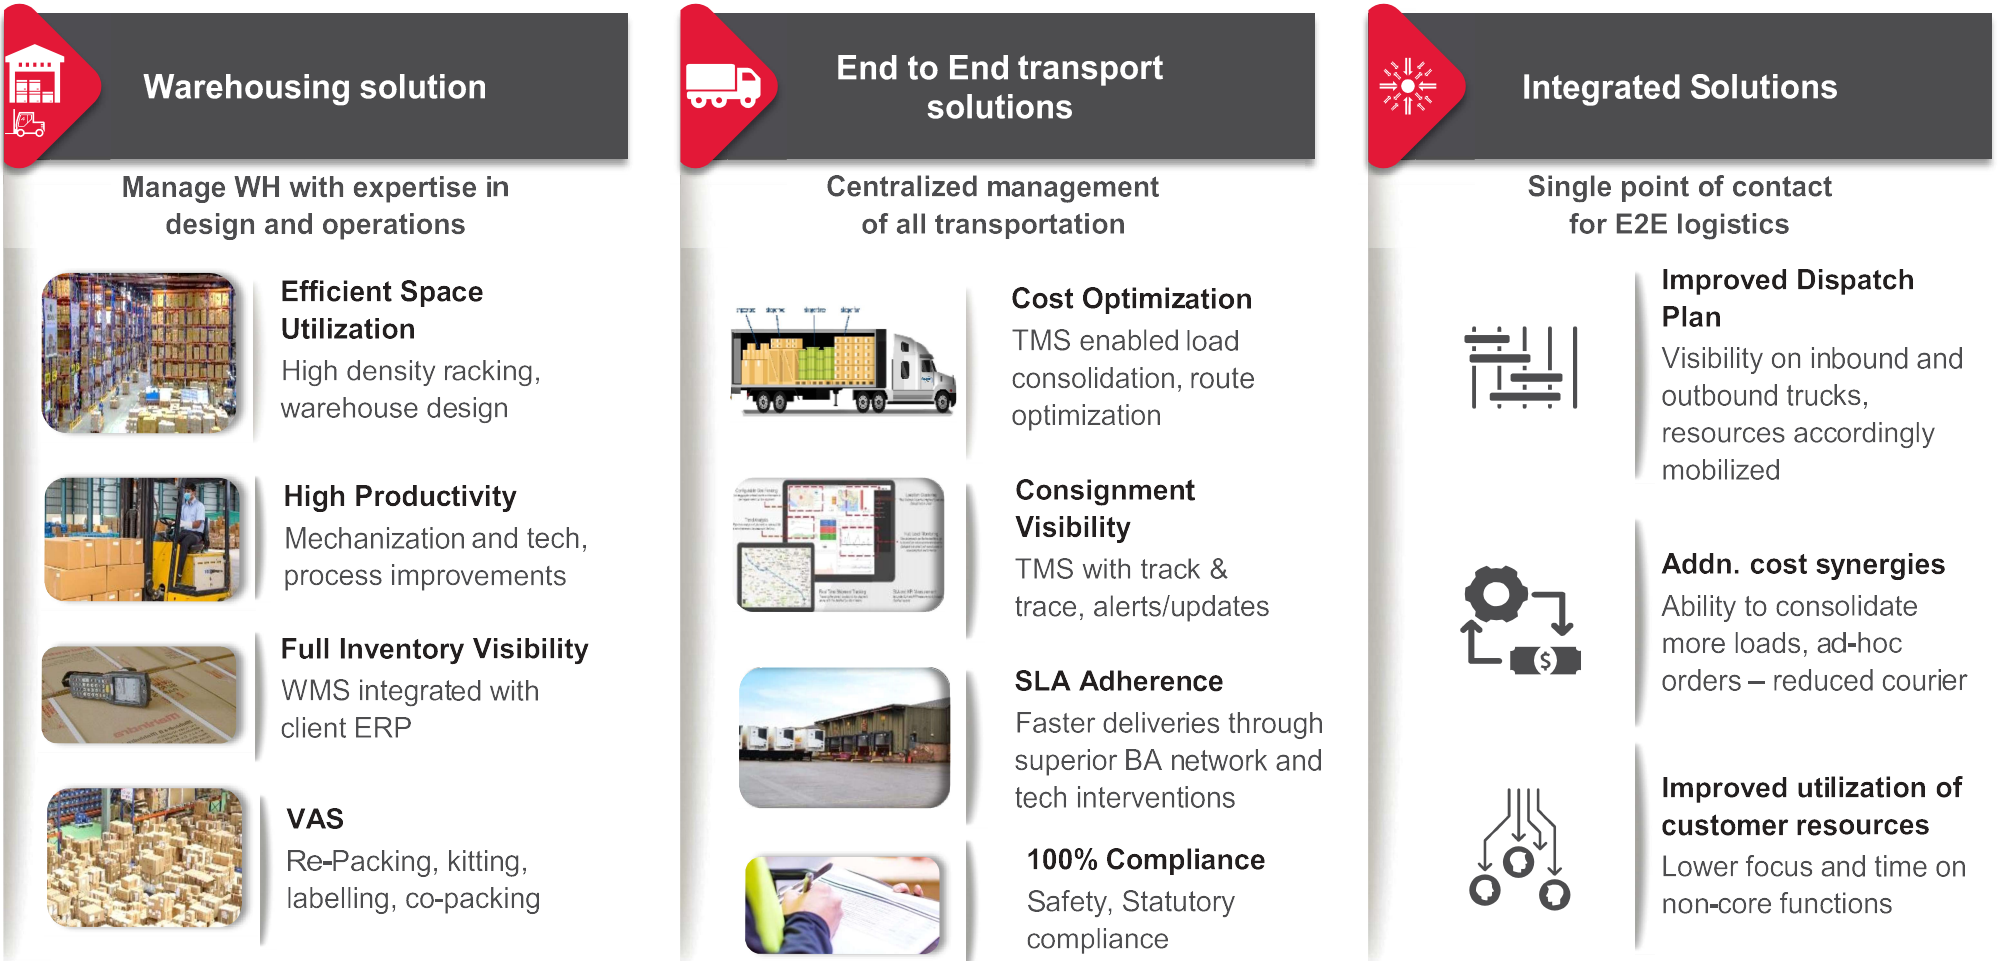 Warehousing solution
Manage WH with expertise in
design and operations
Efficient Space
Utilization
High density racking,
warehouse design
High Productivity
Mechanization and tech,
process improvements
Full Inventory Visibility
WMS integrated with
client ERP
VAS
Re-Packing, kitting,
labelling, co-packing
End to End transport
solutions
Centralized management
of all transportation
Cost Optimization
TMS enabled load
consolidation, route
optimization
Consignment
Visibility
TMS with track &
trace, alerts/updates
SLA Adherence
Faster deliveries through
superior BA network and
tech interventions
100% Compliance
Safety, Statutory
compliance
Integrated Solutions
Single point of contact
for E2E logistics
Improved Dispatch
Plan
Visibility on inbound and
outbound trucks,
resources accordingly
mobilized
Addn. cost synergies
Ability to consolidate
more loads, ad-hoc
orders – reduced courier
$
Improved utilization of
customer resources
Lower focus and time on
non-core functions